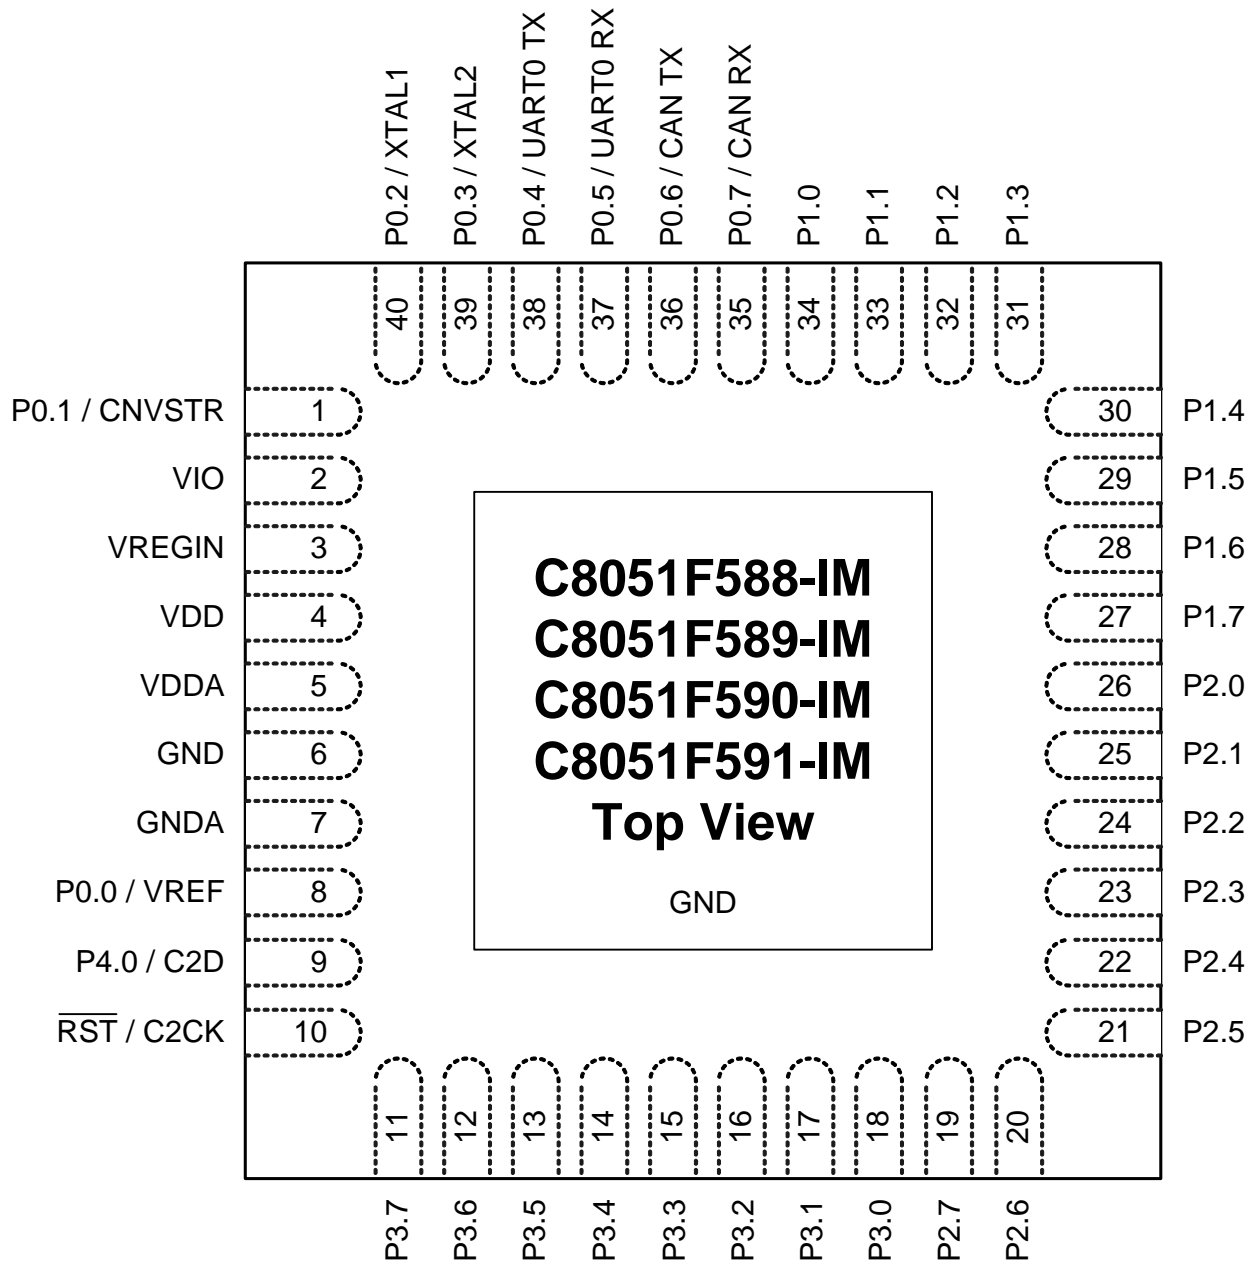 P0.2 / XTAL1
P0.3 / XTAL2
P0.4 / UART0 TX
P0.5 / UART0 RX
P0.6 / CAN TX
P0.7 / CAN RX
P1.0
P1.1
P1.2
P1.3
40
39
38
37
36
35
34
33
32
31
P0.1 / CNVSTR 1
VIO 2
VREGIN 3
VDD 4
VDDA 5
GND 6
GNDA 7
P0.0 / VREF 8
P4.0 / C2D 9
R̅S̅T̅ / C2CK 10
C8051F588-IM
C8051F589-IM
C8051F590-IM
C8051F591-IM
Top View
GND
30 P1.4
29 P1.5
28 P1.6
27 P1.7
26 P2.0
25 P2.1
24 P2.2
23 P2.3
22 P2.4
21 P2.5
11
12
13
14
15
16
17
18
19
20
P3.7
P3.6
P3.5
P3.4
P3.3
P3.2
P3.1
P3.0
P2.7
P2.6